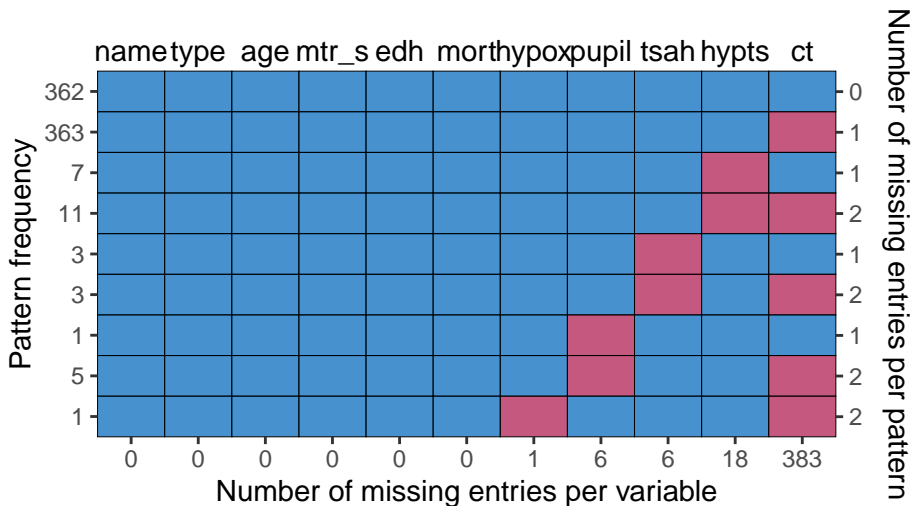 name type age mtr_s edh mort hypox pupil tsah hypts ct
362 0
363 1
7 1
11 2
3 1
3 2
1 1
5 2
1 2
0 0 0 0 0 0 1 6 6 18 383
Number of missing entries per variable
Pattern frequency
Number of missing entries per pattern